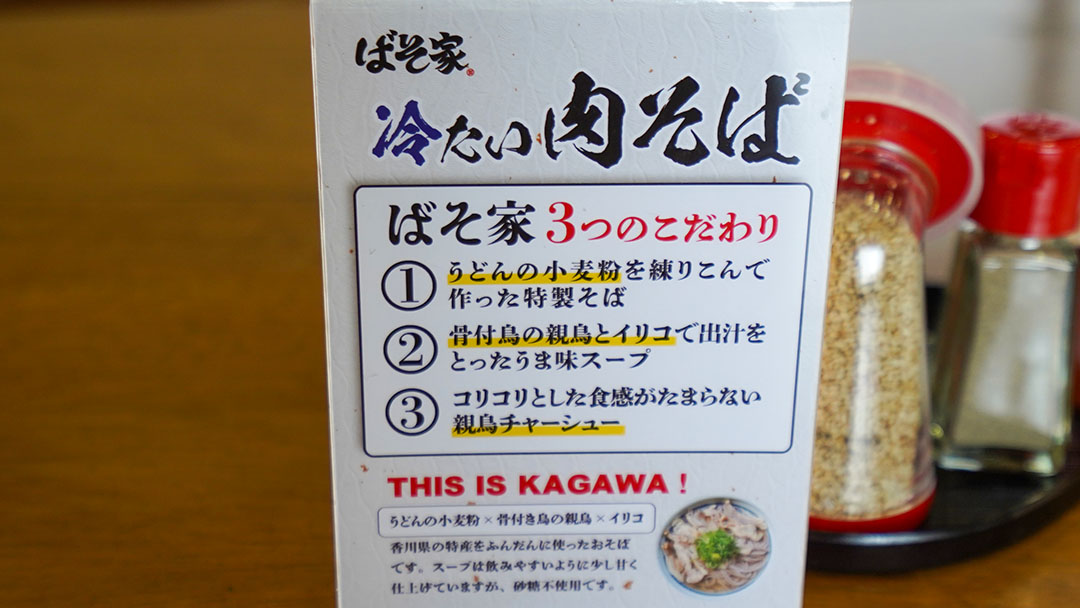 ばそ家®
冷たい肉そば²
ばそ家3つのこだわり
①うどんの小麦粉を練りこんで
作った特製そば
②骨付鳥の親鳥とイリコで出汁を
とったうま味スープ
③コリコリとした食感がたまらない
親鳥チャーシュー
THIS IS KAGAWA!
うどんの小麦粉×骨付き鳥の親鳥×イリコ
香川県の特産をふんだんに使ったおそば
です。スープは飲みやすいように少し甘く
仕上げていますが、砂糖不使用です。